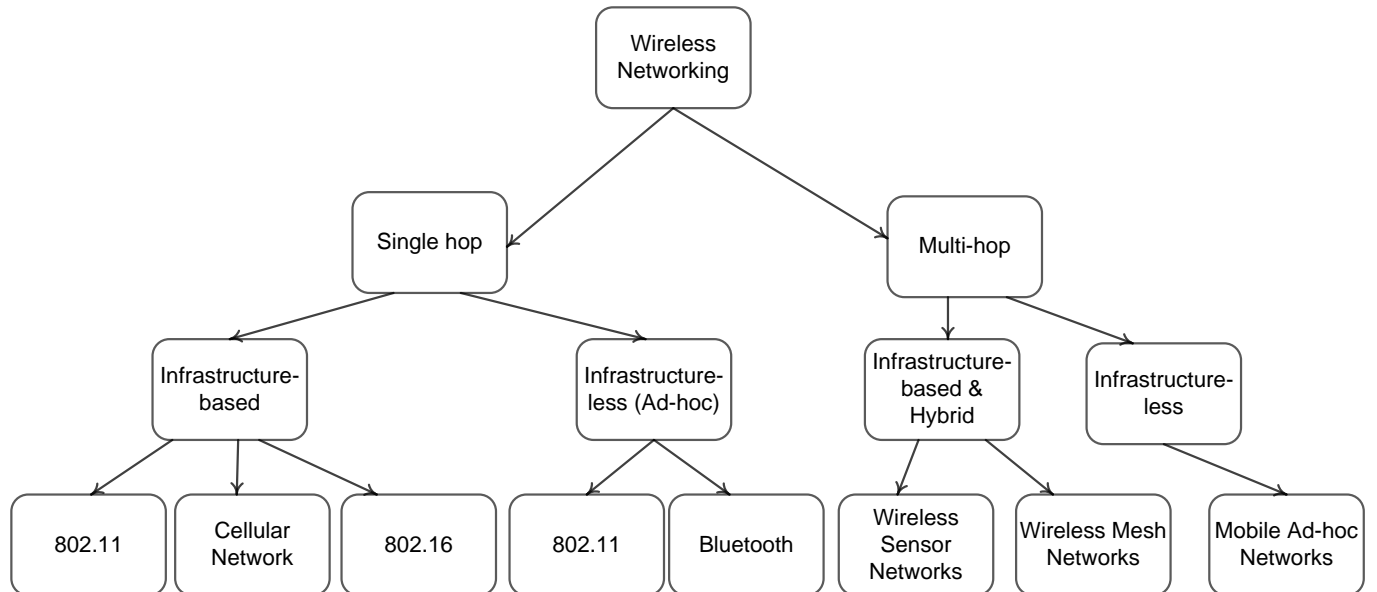 Wireless
Networking
Single hop
Multi-hop
Infrastructure-
based
Infrastructure-
less (Ad-hoc)
Infrastructure-
based &
Hybrid
Infrastructure-
less
802.11
Cellular
Network
802.16
802.11
Bluetooth
Wireless
Sensor
Networks
Wireless Mesh
Networks
Mobile Ad-hoc
Networks